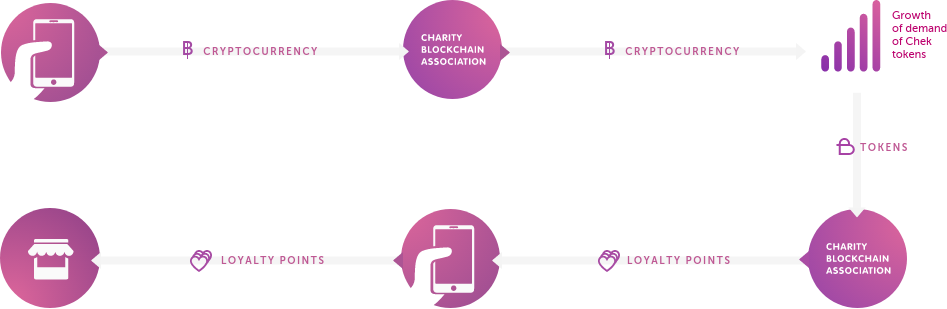 CRYPTOCURRENCY
CHARITY
BLOCKCHAIN
ASSOCIATION
CRYPTOCURRENCY
Growth
of demand
of Chek
tokens
TOKENS
LOYALTY POINTS
LOYALTY POINTS
CHARITY
BLOCKCHAIN
ASSOCIATION